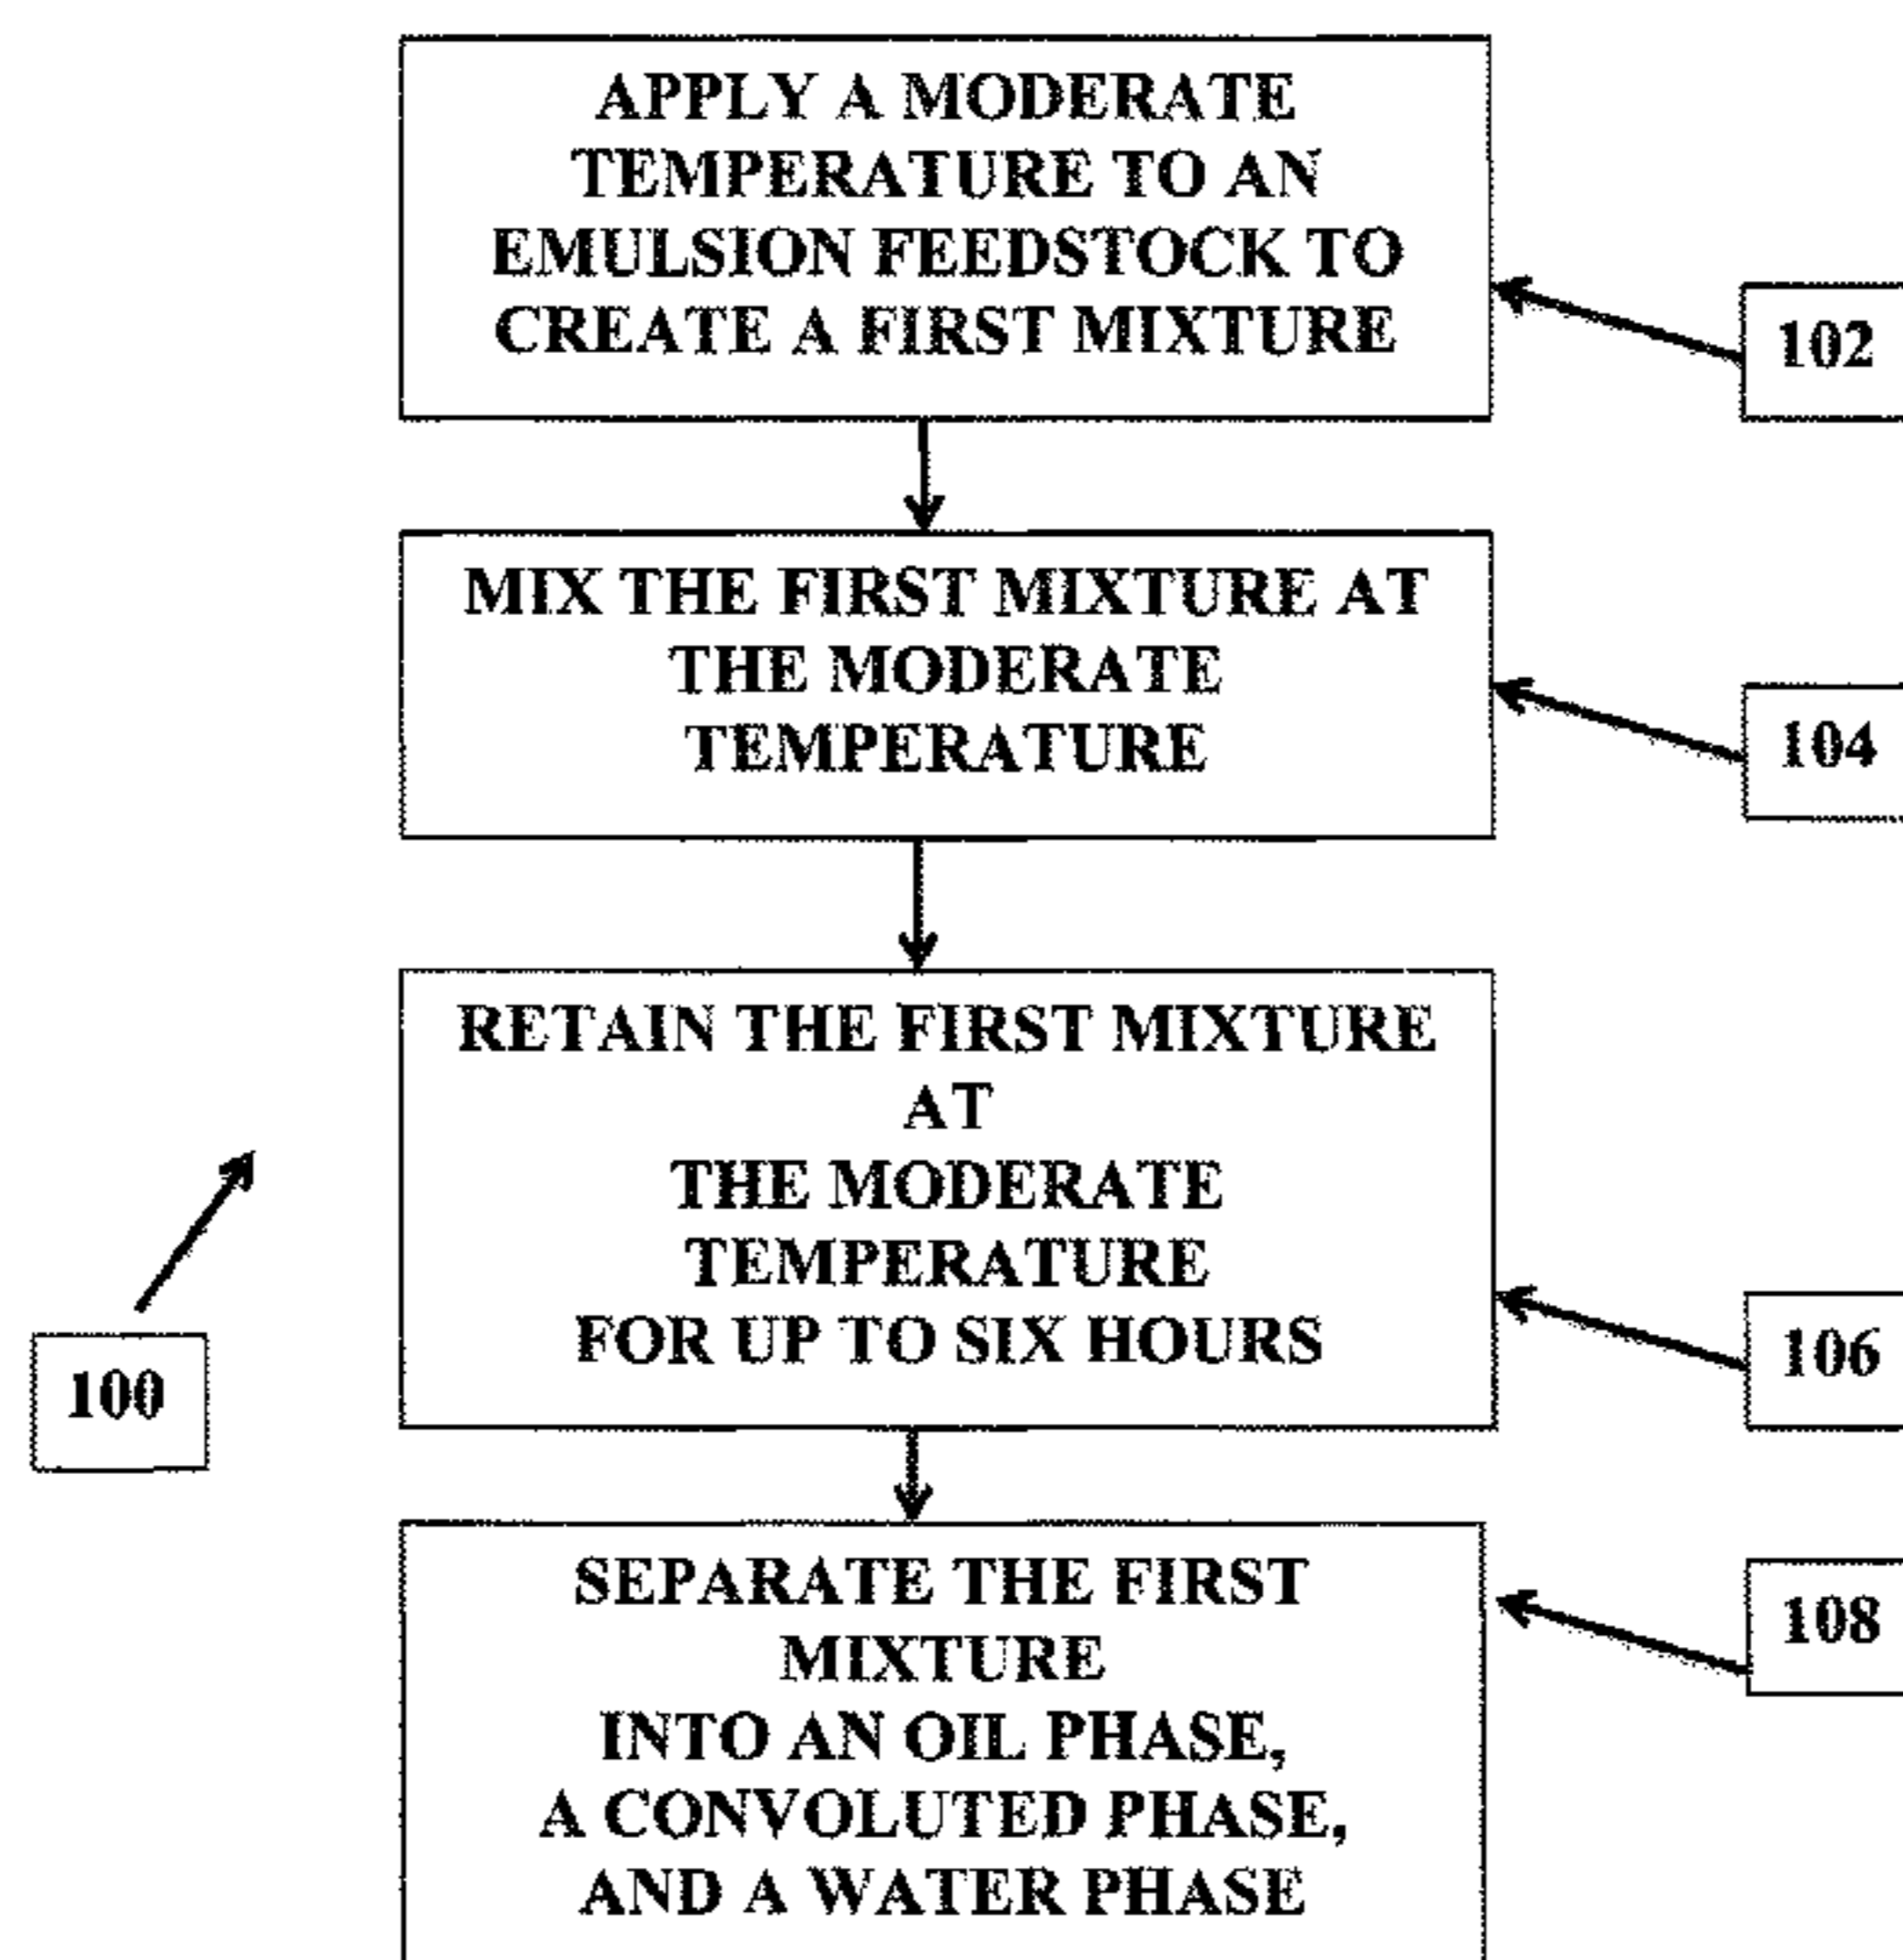 APPLY A MODERATE
TEMPERATURE TO AN
EMULSION FEEDSTOCK TO
CREATE A FIRST MIXTURE
102
MIX THE FIRST MIXTURE AT
THE MODERATE
TEMPERATURE
104
RETAIN THE FIRST MIXTURE
AT
THE MODERATE
TEMPERATURE
FOR UP TO SIX HOURS
106
100
SEPARATE THE FIRST
MIXTURE
INTO AN OIL PHASE,
A CONVOLUTED PHASE,
AND A WATER PHASE
108